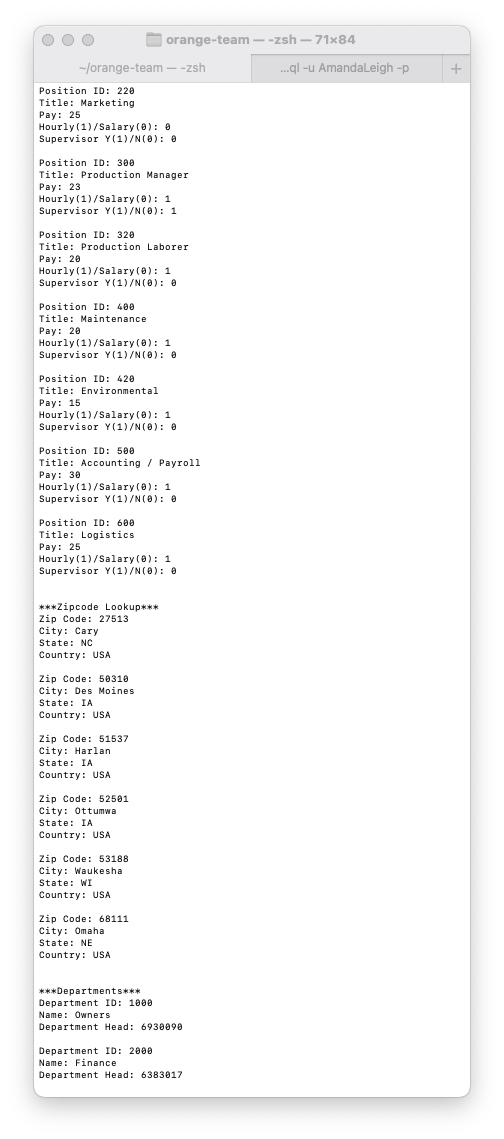 orange-team — -zsh — 71×84
~/orange-team — -zsh
...ql -u AmandaLeigh -p
+
Position ID: 220
Title: Marketing
Pay: 25
Hourly(1)/Salary(0): 0
Supervisor Y(1)/N(0): 0
Position ID: 300
Title: Production Manager
Pay: 23
Hourly(1)/Salary(0): 1
Supervisor Y(1)/N(0): 1
Position ID: 320
Title: Production Laborer
Pay: 20
Hourly(1)/Salary(0): 1
Supervisor Y(1)/N(0): 0
Position ID: 400
Title: Maintenance
Pay: 20
Hourly(1)/Salary(0): 1
Supervisor Y(1)/N(0): 0
Position ID: 420
Title: Environmental
Pay: 15
Hourly(1)/Salary(0): 1
Supervisor Y(1)/N(0): 0
Position ID: 500
Title: Accounting / Payroll
Pay: 30
Hourly(1)/Salary(0): 1
Supervisor Y(1)/N(0): 0
Position ID: 600
Title: Logistics
Pay: 25
Hourly(1)/Salary(0): 1
Supervisor Y(1)/N(0): 0
***Zipcode Lookup***
Zip Code: 27513
City: Cary
State: NC
Country: USA
Zip Code: 50310
City: Des Moines
State: IA
Country: USA
Zip Code: 51537
City: Harlan
State: IA
Country: USA
Zip Code: 52501
City: Ottumwa
State: IA
Country: USA
Zip Code: 53188
City: Waukesha
State: WI
Country: USA
Zip Code: 68111
City: Omaha
State: NE
Country: USA
***Departments***
Department ID: 1000
Name: Owners
Department Head: 6930090
Department ID: 2000
Name: Finance
Department Head: 6383017